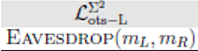 $\mathcal{L}_{\text{ots-L}}^{\Sigma^2}$
EAVESDROP($m_L, m_R$)